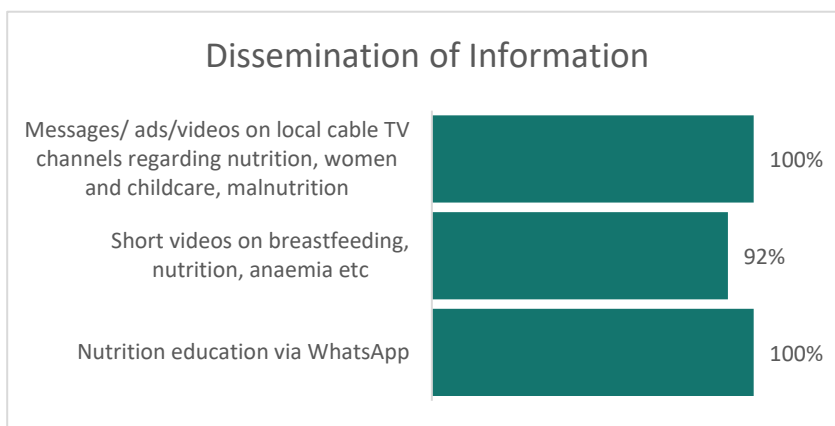 Dissemination of Information
Messages/ ads/videos on local cable TV
channels regarding nutrition, women
and childcare, malnutrition
100%
Short videos on breastfeeding,
nutrition, anaemia etc
92%
Nutrition education via WhatsApp
100%